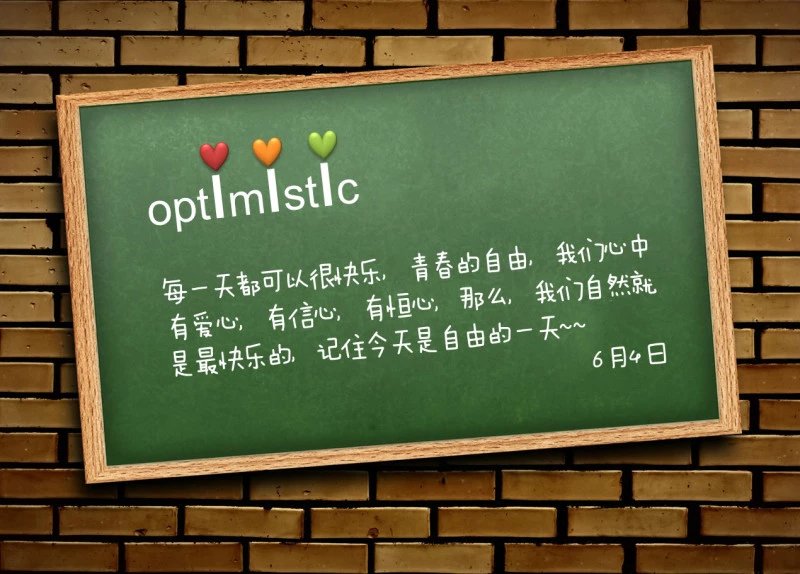 optImIstIc
每一天都可以很快乐, 青春的自由, 我们心中
有爱心, 有信心, 有恒心, 那么, 我们自然就
是最快乐的, 记住今天是自由的一天~~
6月4日